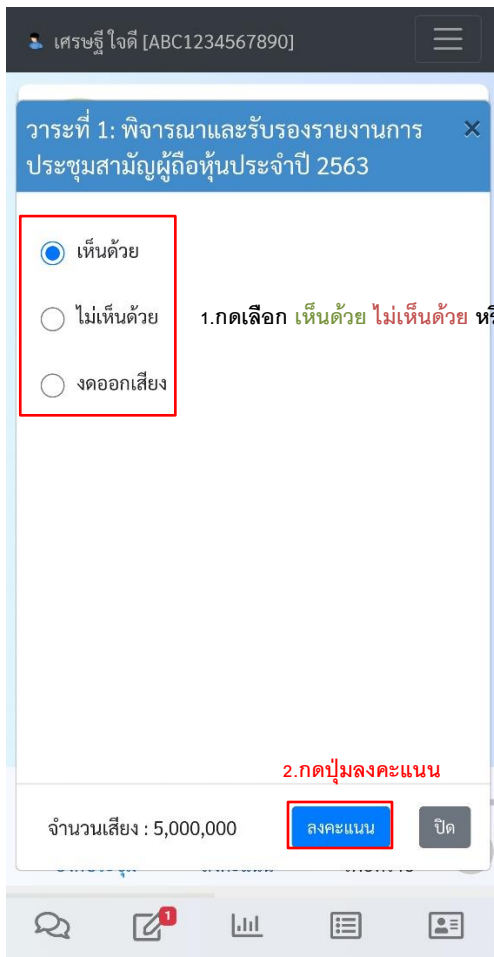 เศรษฐี ใจดี [ABC1234567890]
วาระที่ 1: พิจารณาและรับรองรายงานการ
ประชุมสามัญผู้ถือหุ้นประจำปี 2563
×
เห็นด้วย
ไม่เห็นด้วย
1.กดเลือก เห็นด้วย ไม่เห็นด้วย
งดออกเสียง
2.กดปุ่มลงคะแนน
จำนวนเสียง : 5,000,000
ลงคะแนน
ปิด
1